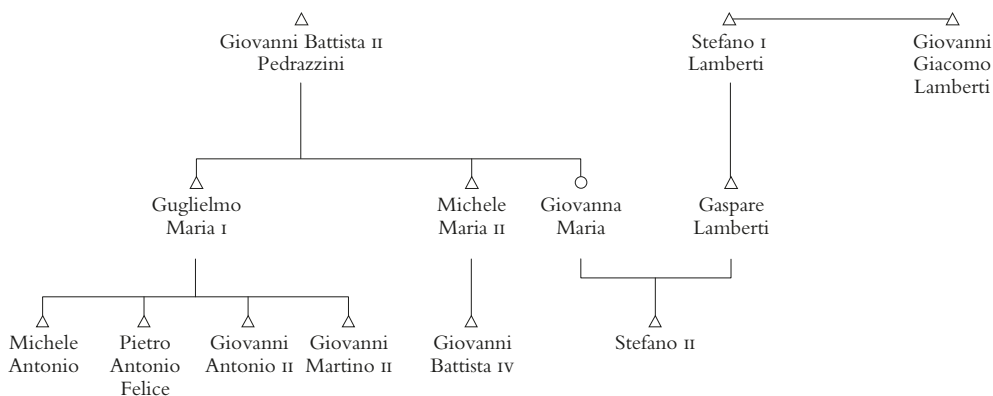 Giovanni Battista II
Pedrazzini
Stefano I
Lamberti
Giovanni
Giacomo
Lamberti
Guglielmo
Maria I
Michele
Maria II
Giovanna
Maria
Gaspare
Lamberti
Michele
Antonio
Pietro
Antonio
Felice
Giovanni
Antonio II
Giovanni
Martino II
Giovanni
Battista IV
Stefano II